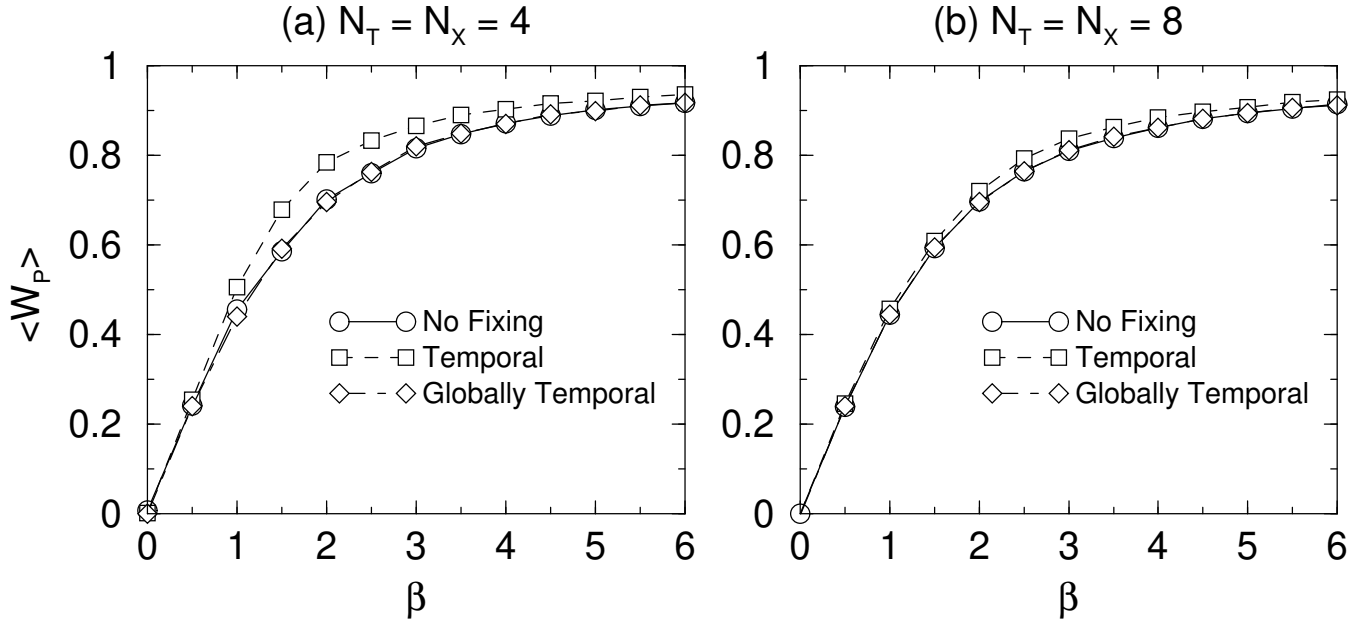 (a) N_T = N_X = 4
(b) N_T = N_X = 8
<W_P>
1
0.8
0.6
0.4
0.2
0
0 1 2 3 4 5 6
β
No Fixing
Temporal
Globally Temporal
1
0.8
0.6
0.4
0.2
0
0 1 2 3 4 5 6
β
No Fixing
Temporal
Globally Temporal